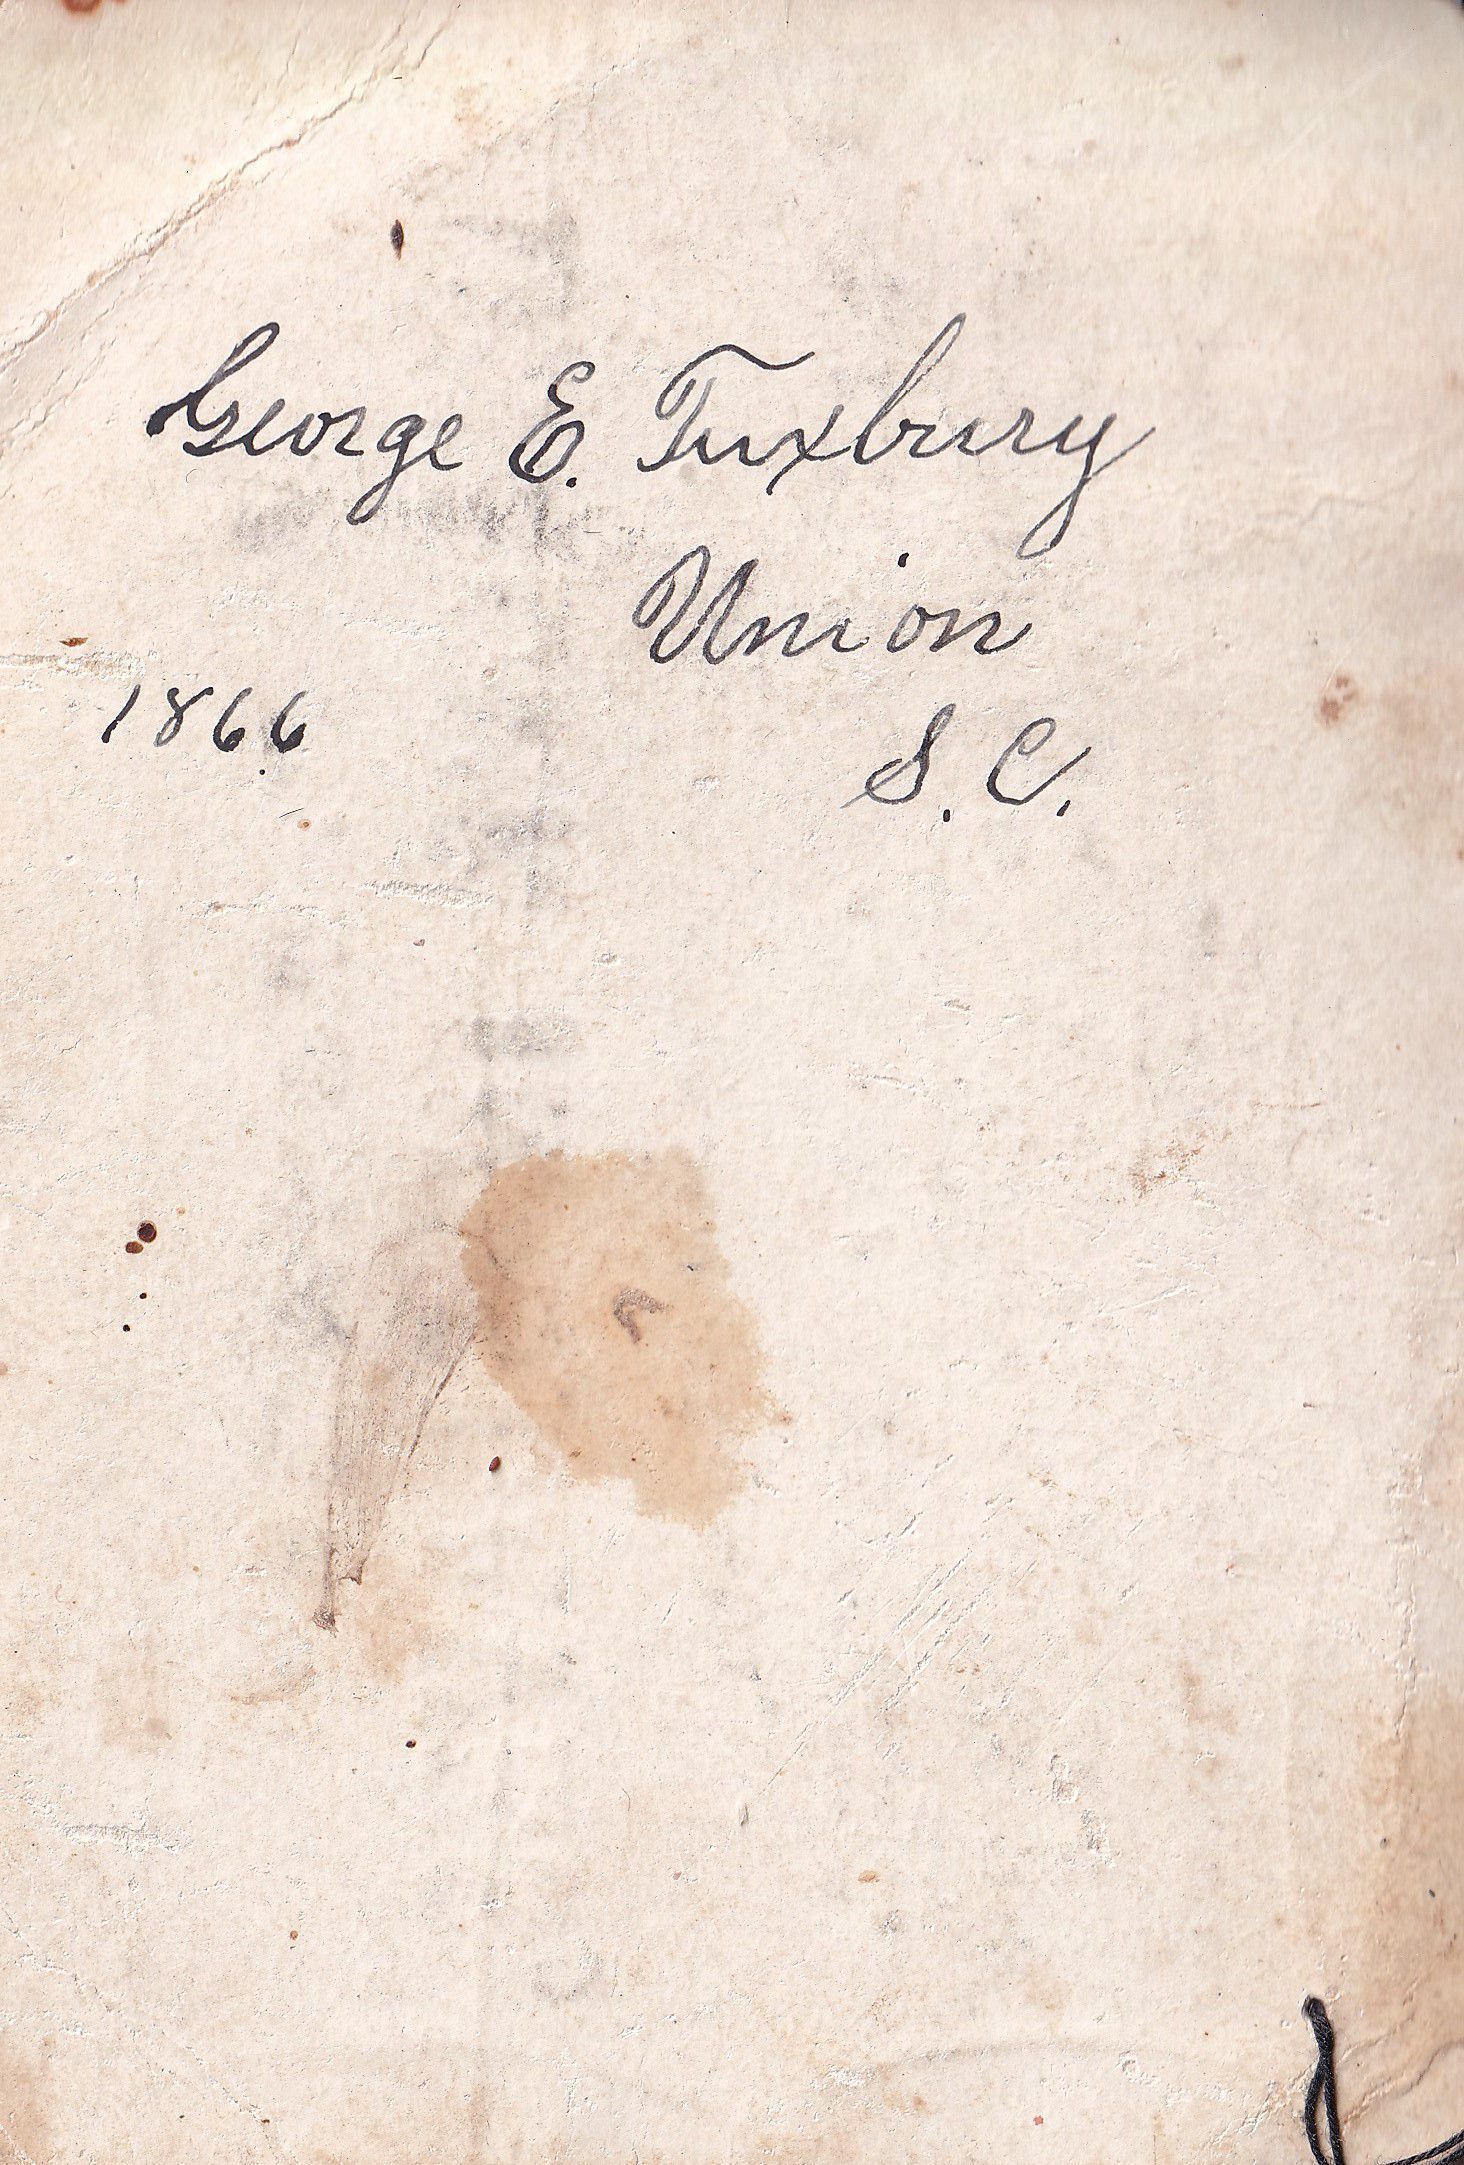 George E. Tuxbury
Union
1866
S. C.